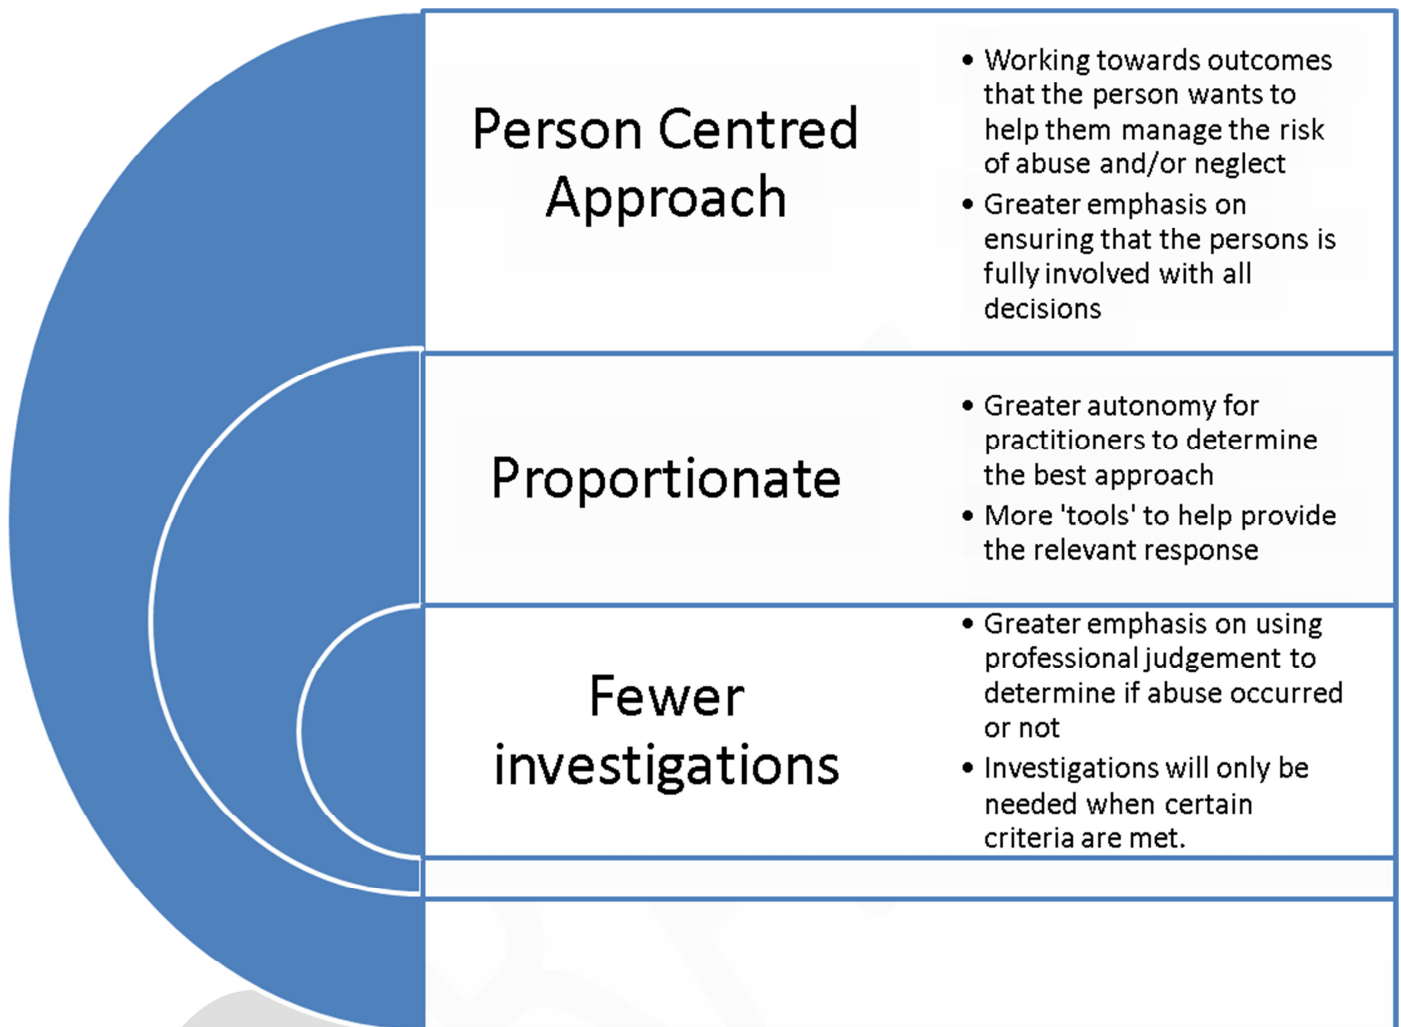 Person Centred
Approach
• Working towards outcomes
that the person wants to
help them manage the risk
of abuse and/or neglect
• Greater emphasis on
ensuring that the persons is
fully involved with all
decisions
Proportionate
• Greater autonomy for
practitioners to determine
the best approach
• More 'tools' to help provide
the relevant response
Fewer
investigations
• Greater emphasis on using
professional judgement to
determine if abuse occurred
or not
• Investigations will only be
needed when certain
criteria are met.